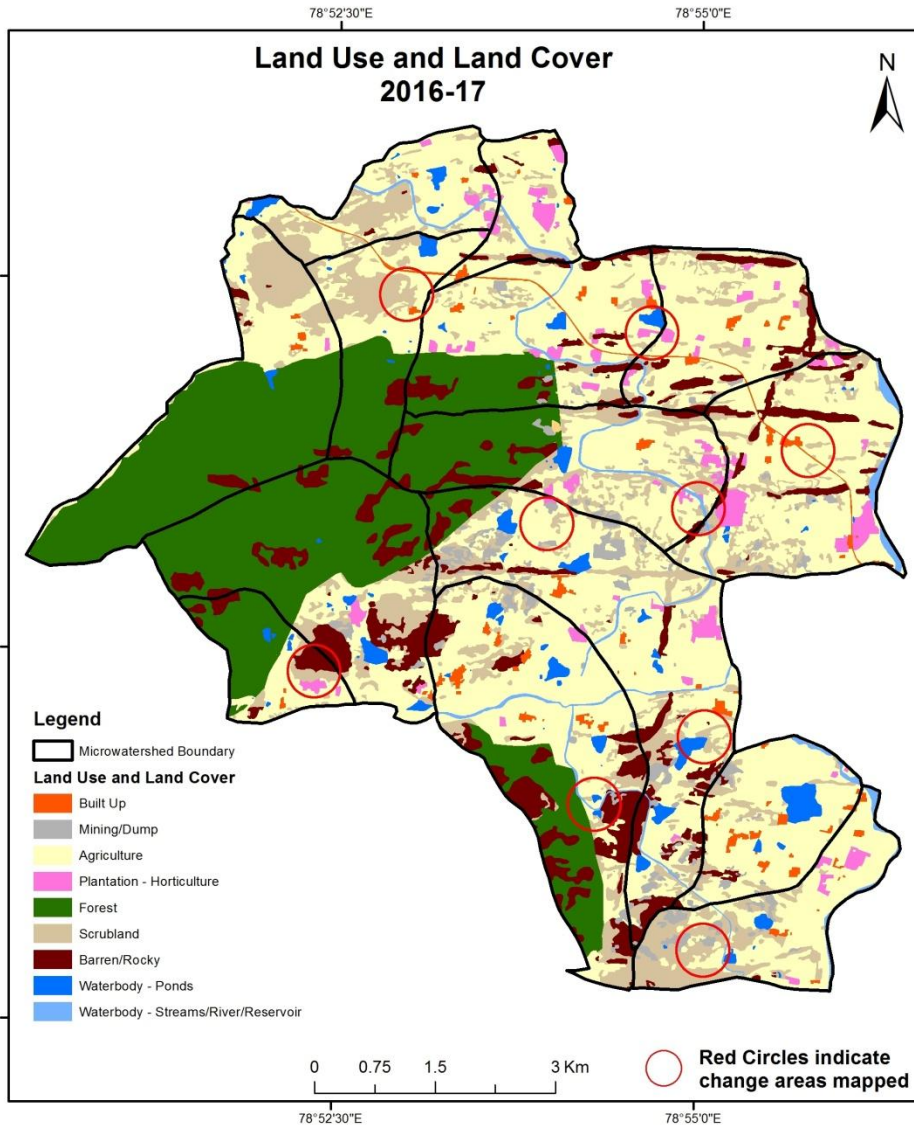 78°52'30"E
78°55'0"E
Land Use and Land Cover
2016-17
N
Legend
Microwatershed Boundary
Land Use and Land Cover
Built Up
Mining/Dump
Agriculture
Plantation - Horticulture
Forest
Scrubland
Barren/Rocky
Waterbody - Ponds
Waterbody - Streams/River/Reservoir
0 0.75 1.5 3 Km
Red Circles indicate
change areas mapped
78°52'30"E
78°55'0"E